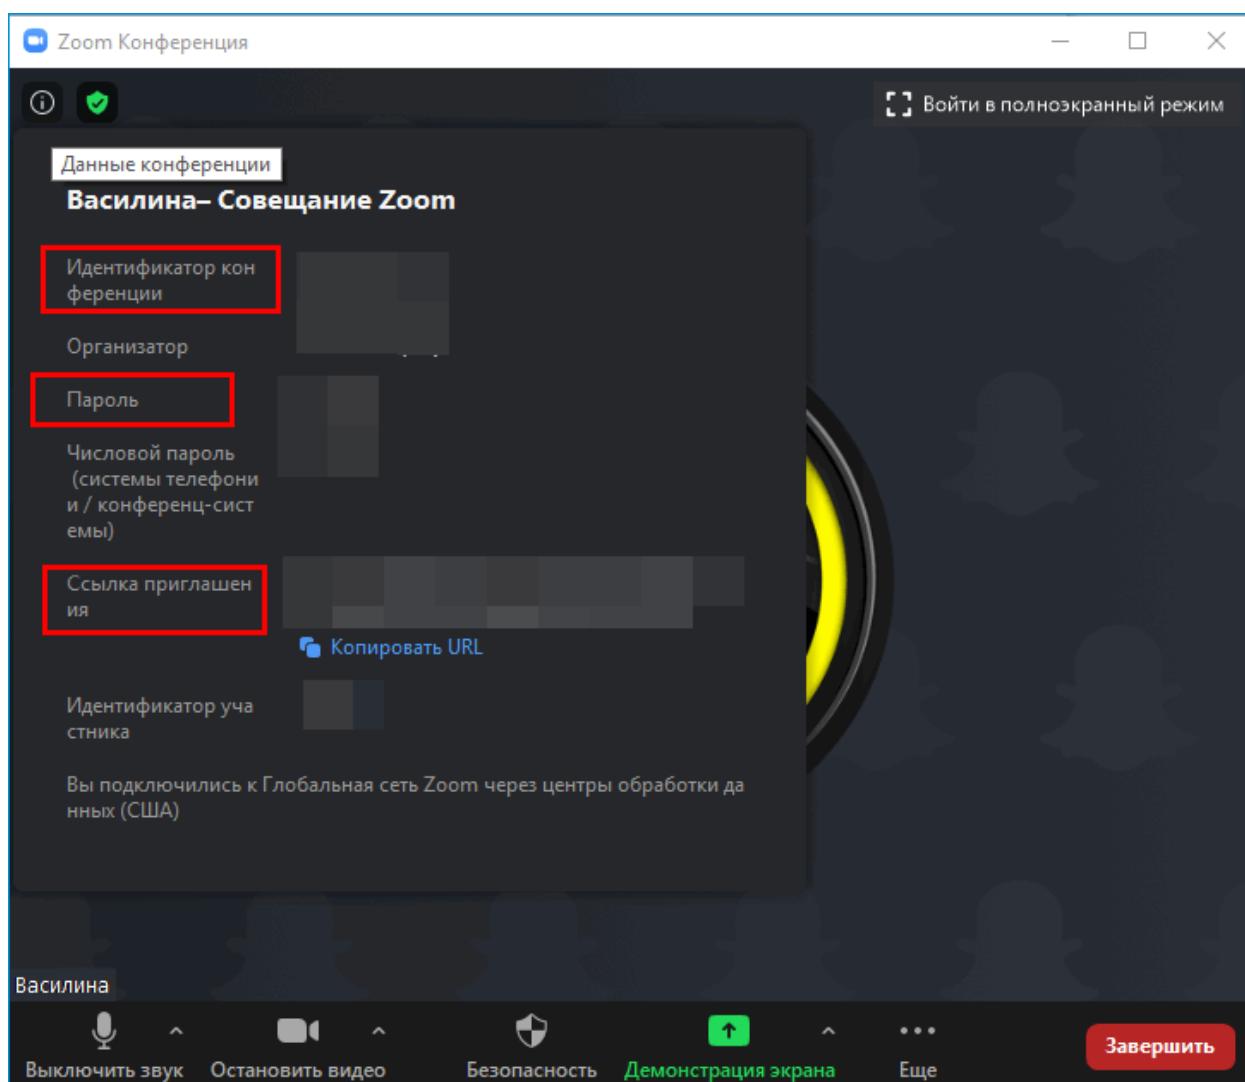 Zoom Конференция
Войти в полноэкранный режим
Данные конференции
Василина– Совещание Zoom
Идентификатор кон
ференции
Организатор
Пароль
Числовой пароль
(системы телефони
и / конференц-сист
емы)
Ссылка приглашен
ия
Копировать URL
Идентификатор уча
стника
Вы подключились к Глобальная сеть Zoom через центры обработки да
нных (США)
Василина
Выключить звук
Остановить видео
Безопасность
Демонстрация экрана
Еще
Завершить